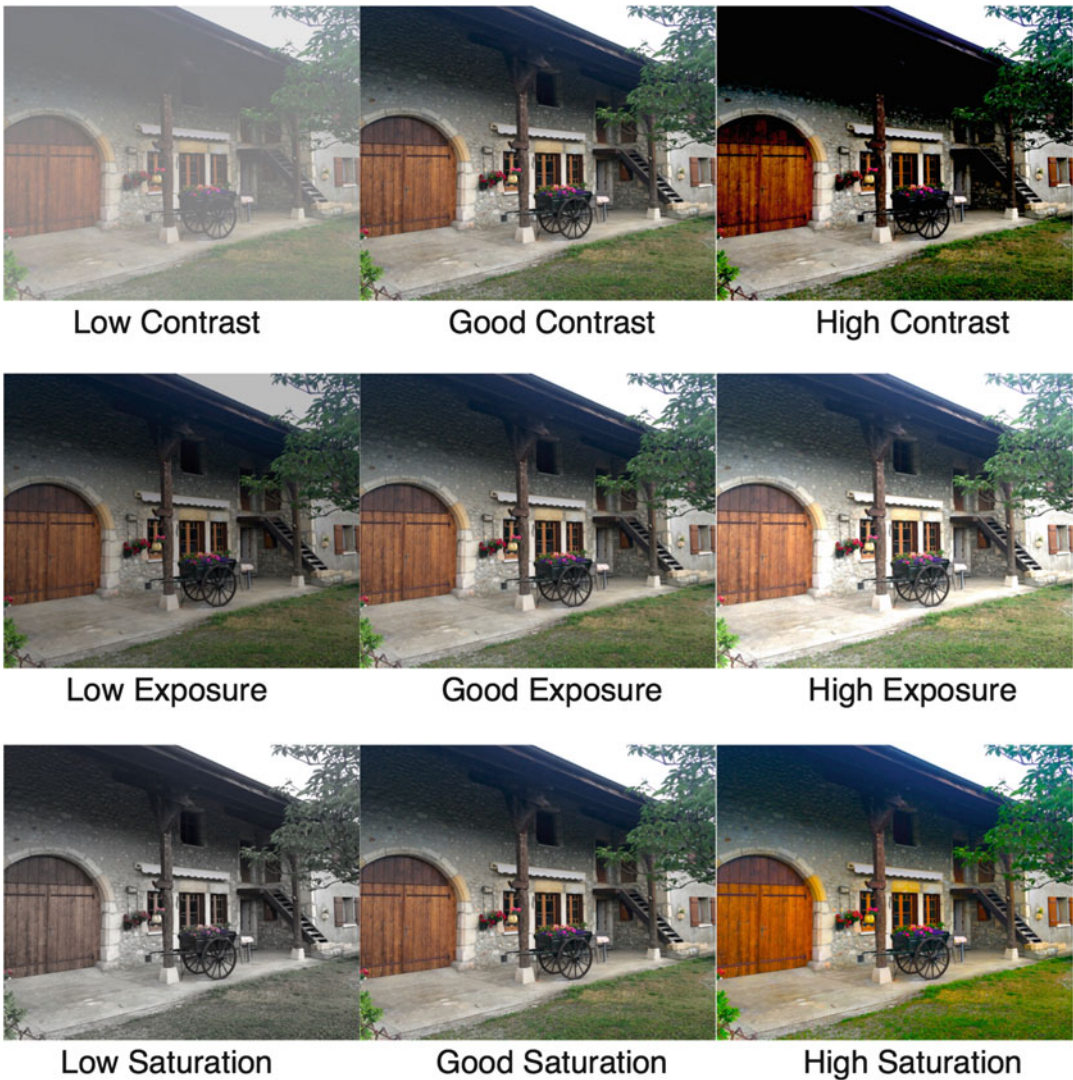 Low Contrast
Good Contrast
High Contrast
Low Exposure
Good Exposure
High Exposure
Low Saturation
Good Saturation
High Saturation